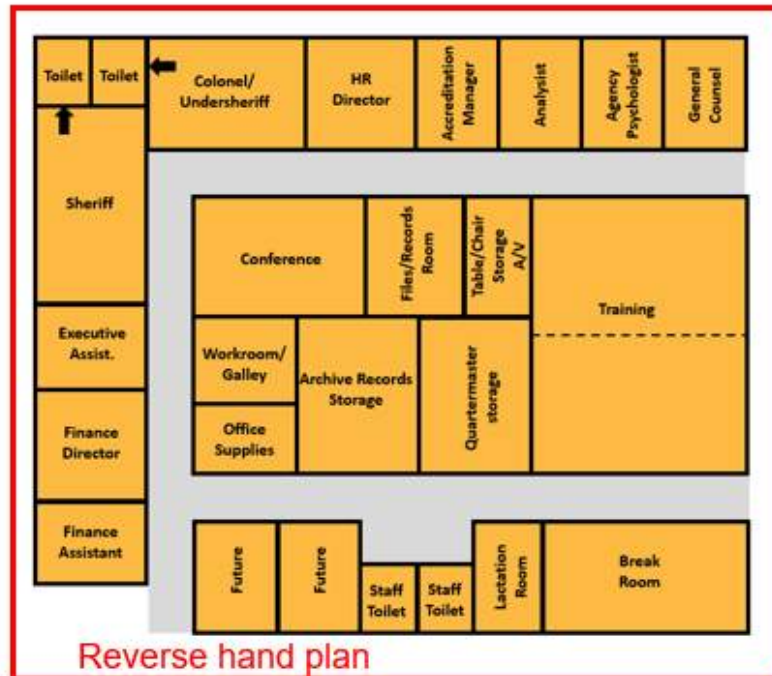 Toilet
Toilet
Colonel/
Undersheriff
HR
Director
Accreditation
Manager
Analysist
Agency
Psychologist
General
Counsel
Sheriff
Conference
Files/Records
Room
Table/Chair
Storage
A/V
Training
Executive
Assist.
Workroom/
Galley
Archive Records
Storage
Quartermaster
storage
Finance
Director
Office
Supplies
Finance
Assistant
Future
Future
Staff
Toilet
Staff
Toilet
Lactation
Room
Break
Room
Reverse hand plan